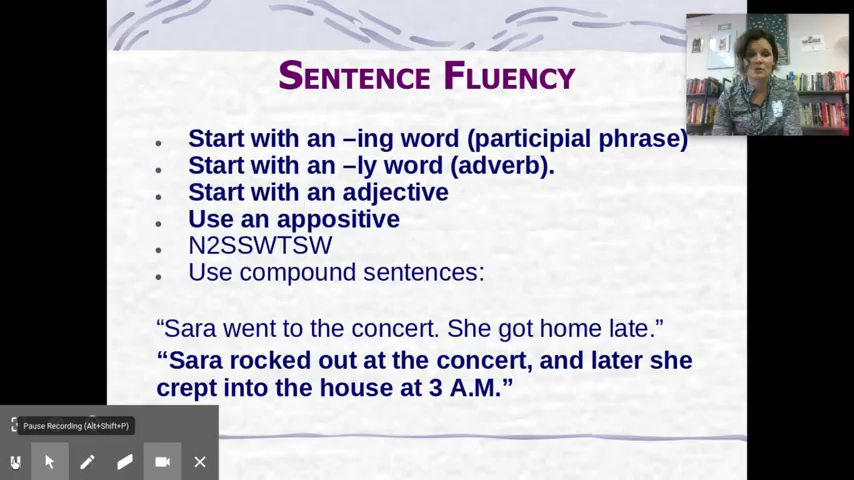 SENTENCE FLUENCY
Start with an –ing word (participial phrase)
Start with an –ly word (adverb).
Start with an adjective
Use an appositive
N2SSWTSW
Use compound sentences:
“Sara went to the concert. She got home late.”
“Sara rocked out at the concert, and later she
crept into the house at 3 A.M.”
Pause Recording (Alt+Shift+P)